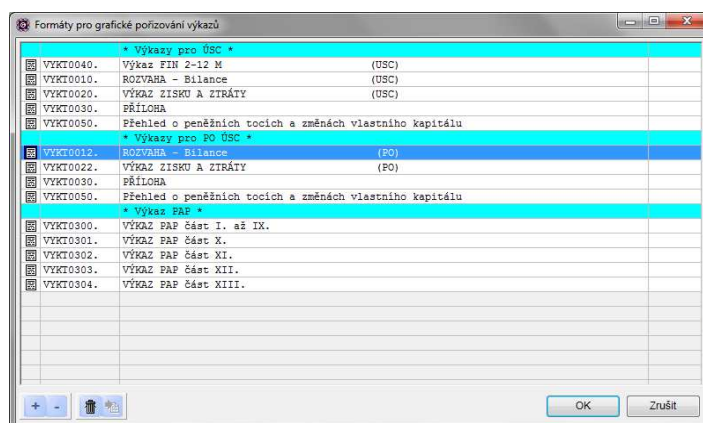 Formáty pro grafické pořizování výkazů
* Výkazy pro ÚSC *
VYKT0040. Výkaz FIN 2-12 M (USC)
VYKT0010. ROZVAHA - Bilance (USC)
VYKT0020. VÝKAZ ZISKU A ZTRÁTY (USC)
VYKT0030. PŘÍLOHA
VYKT0050. Přehled o peněžních tocích a změnách vlastního kapitálu
* Výkazy pro PO ÚSC *
VYKT0012. ROZVAHA - Bilance (PO)
VYKT0022. VÝKAZ ZISKU A ZTRÁTY (PO)
VYKT0030. PŘÍLOHA
VYKT0050. Přehled o peněžních tocích a změnách vlastního kapitálu
* Výkaz PAP *
VYKT0300. VÝKAZ PAP část I. až IX.
VYKT0301. VÝKAZ PAP část X.
VYKT0302. VÝKAZ PAP část XI.
VYKT0303. VÝKAZ PAP část XII.
VYKT0304. VÝKAZ PAP část XIII.
+ - OK Zrušit